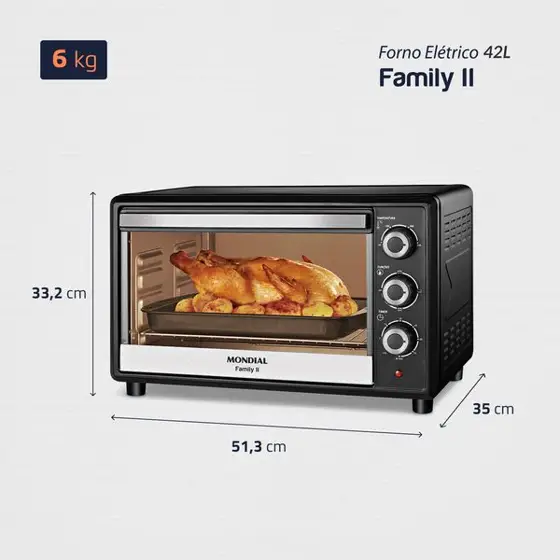 6 kg
Forno Elétrico 42L
Family II
33,2 cm
MONDIAL
Family II
35 cm
51,3 cm